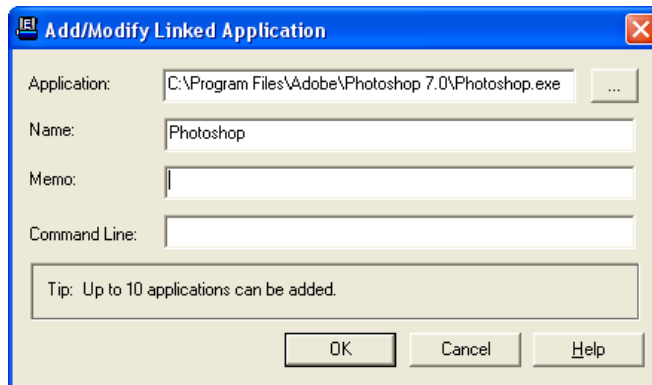 Add/Modify Linked Application
Application: C:\Program Files\Adobe\Photoshop 7.0\Photoshop.exe ...
Name: Photoshop
Memo:
Command Line:
Tip: Up to 10 applications can be added.
OK Cancel Help